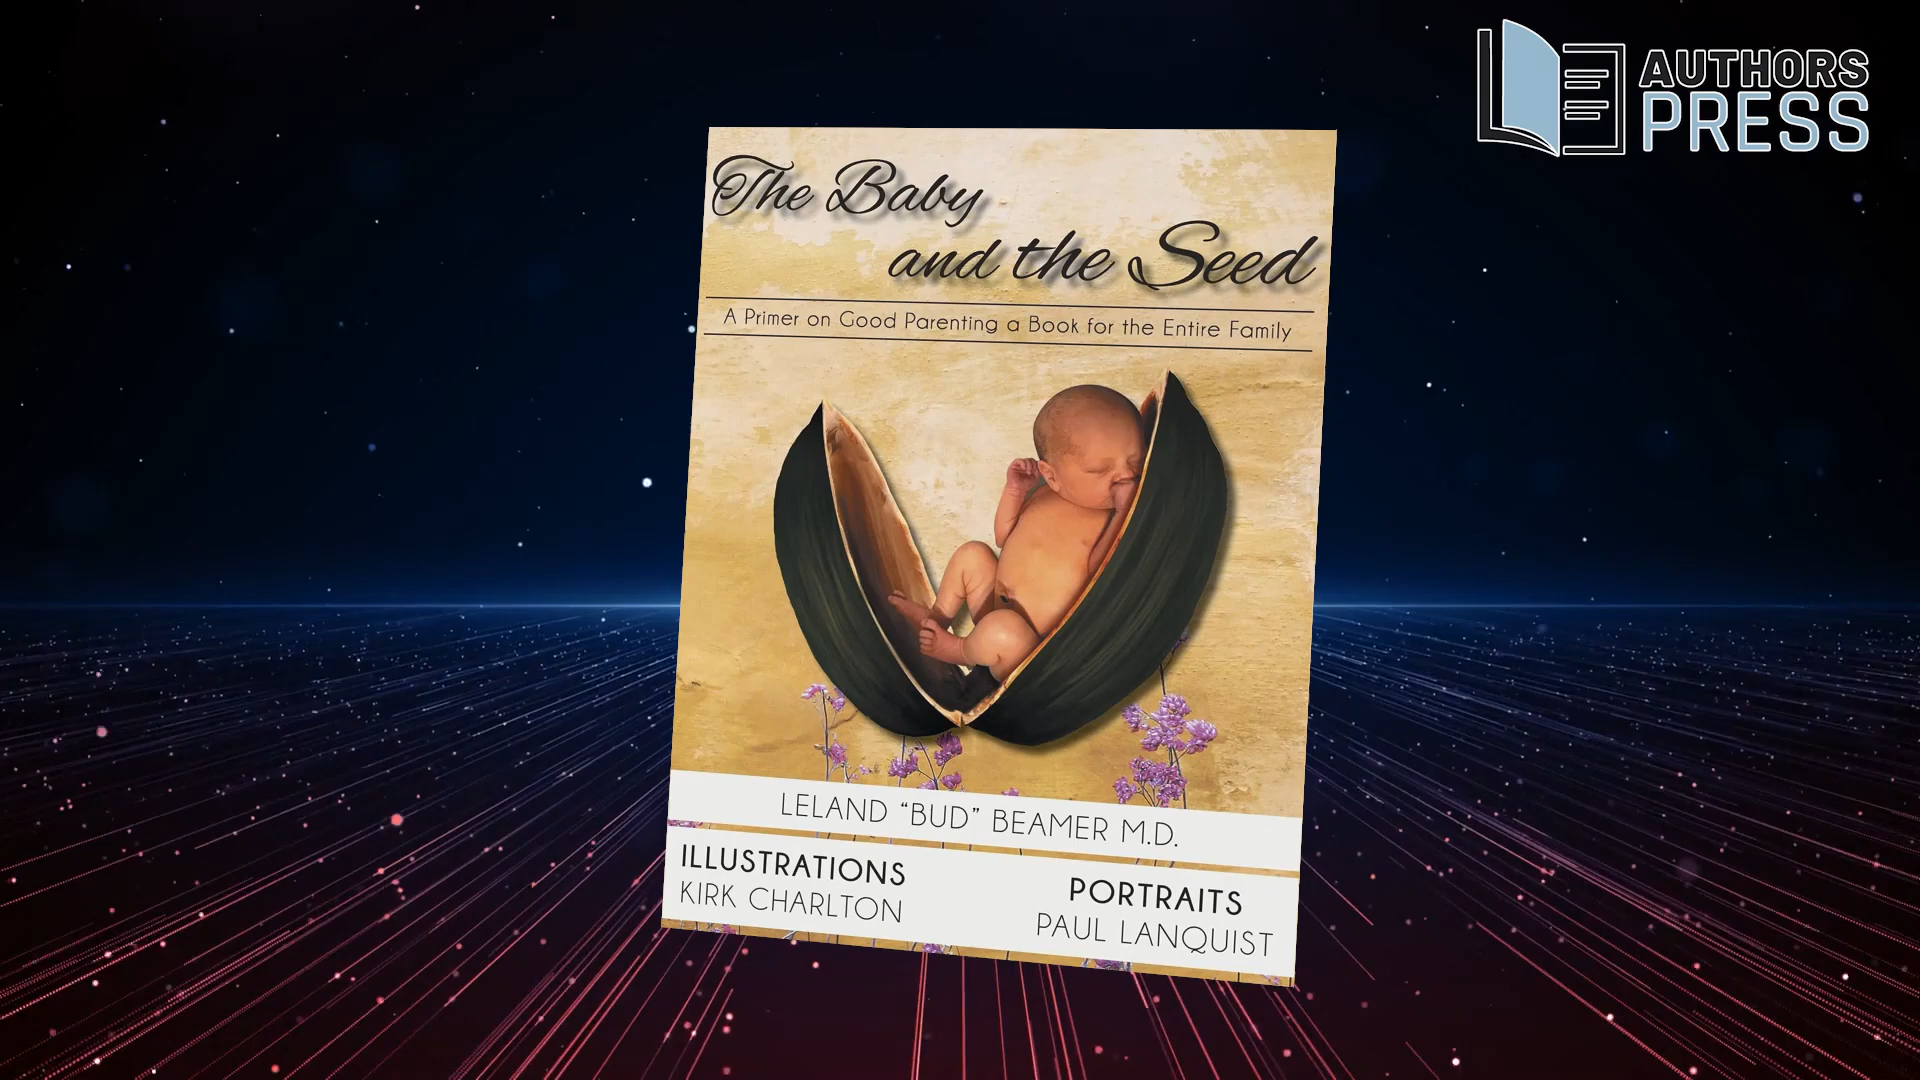 AUTHORS
PRESS
The Baby
and the Seed
A Primer on Good Parenting a Book for the Entire Family
LELAND “BUD” BEAMER M.D.
ILLUSTRATIONS
KIRK CHARLTON
PORTRAITS
PAUL LANQUIST